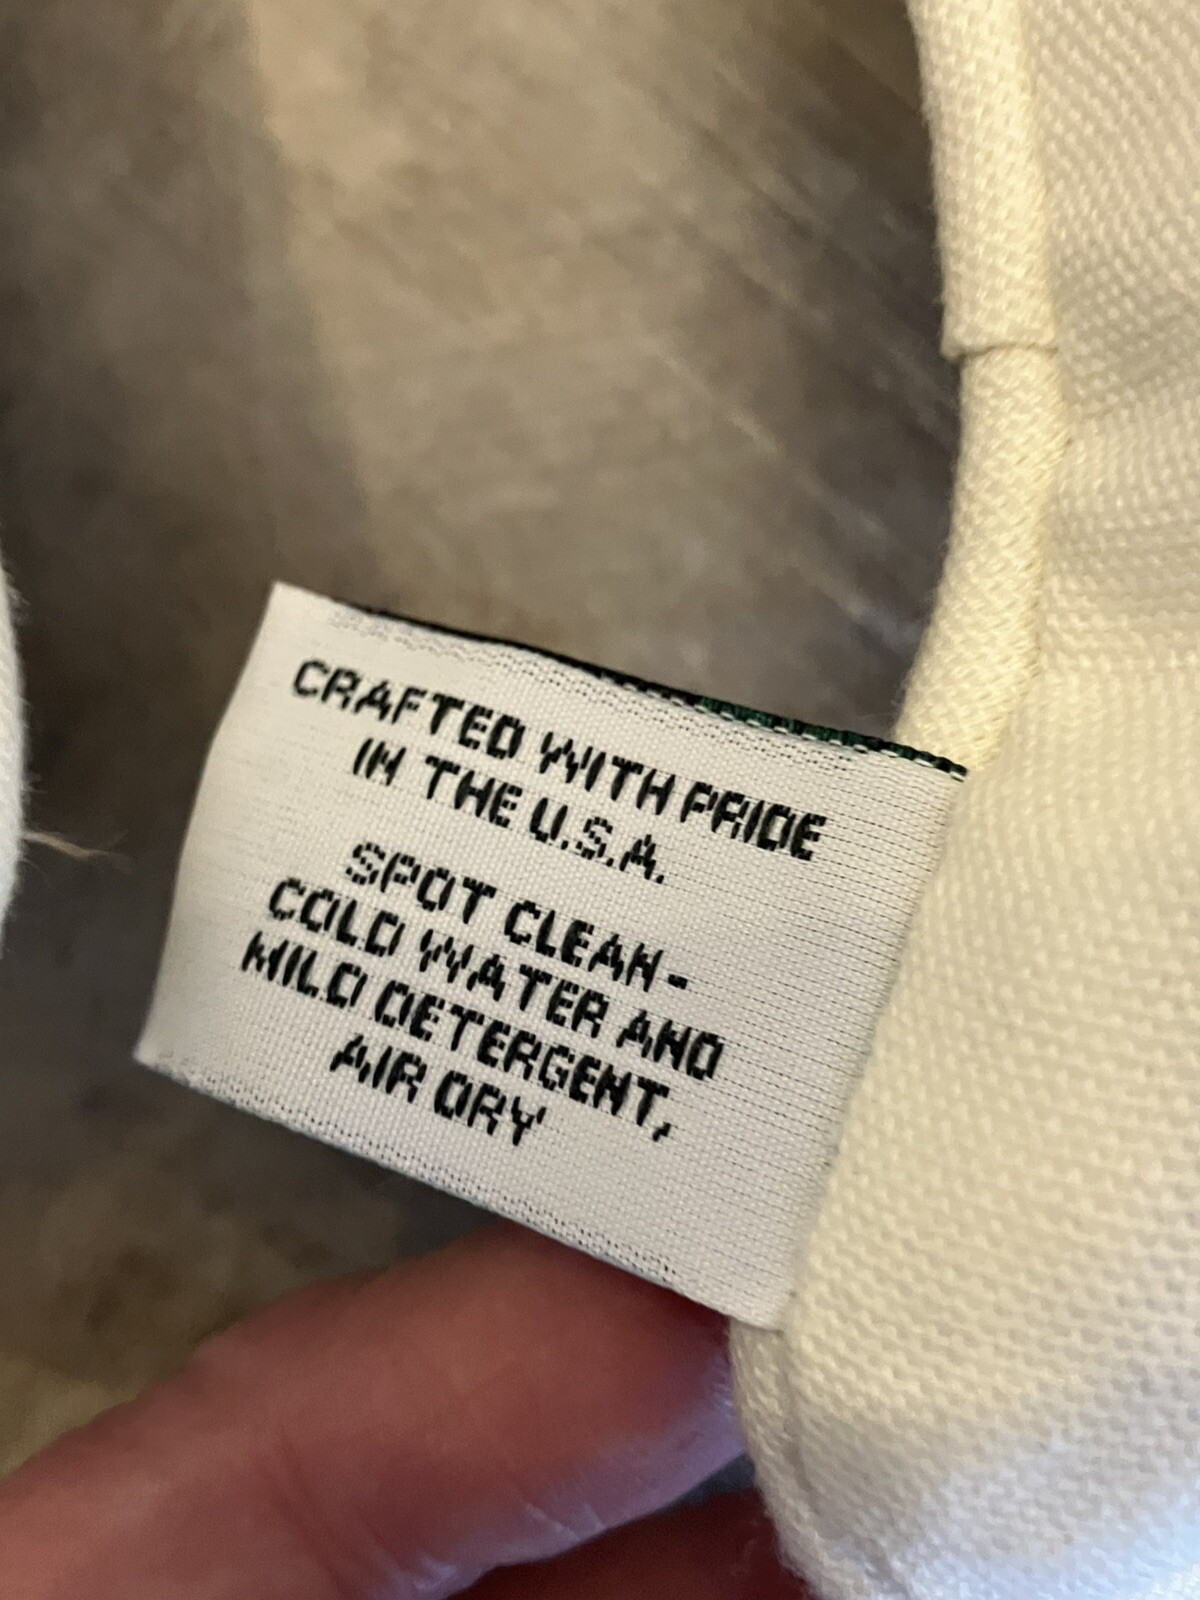 CRAFTED WITH PRIDE
IN THE U.S.A.
SPOT CLEAN-
COLD WATER AND
MILD DETERGENT,
AIR DRY